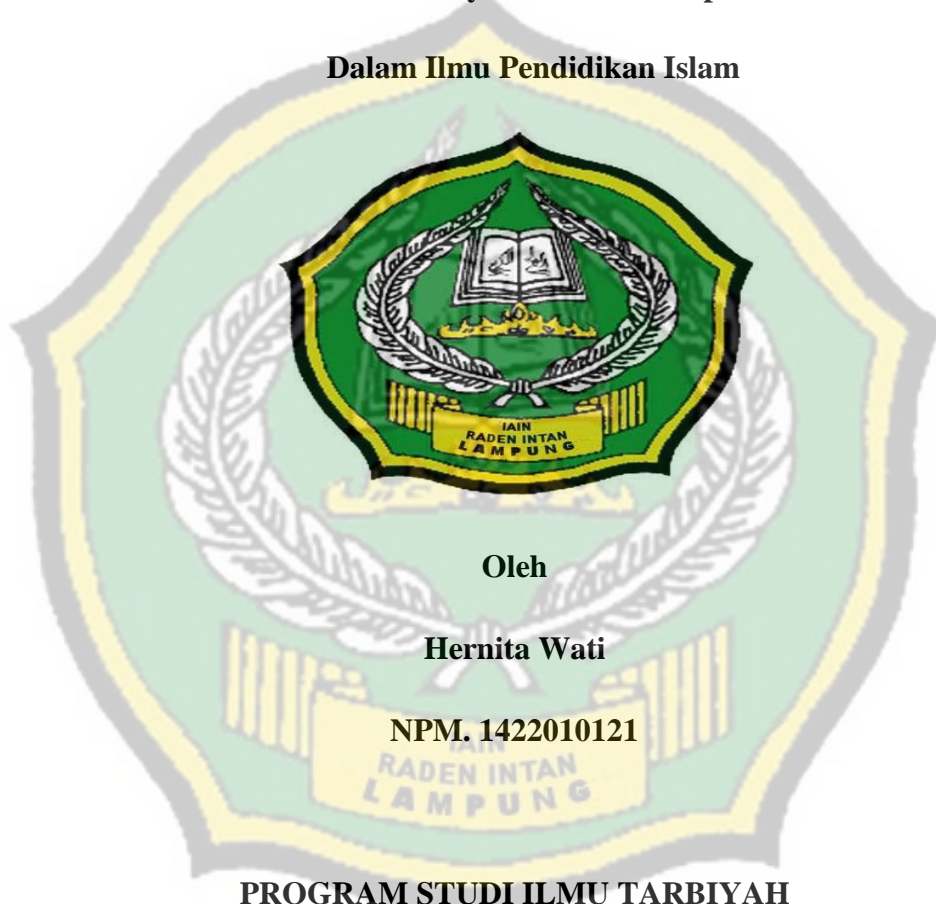 Dalam Ilmu Pendidikan Islam
IAIN
RADEN INTAN
LAMPUNG
Oleh
Hernita Wati
NPM. 1422010121
IAIN
RADEN INTAN
LAMPUNG
PROGRAM STUDI ILMU TARBIYAH